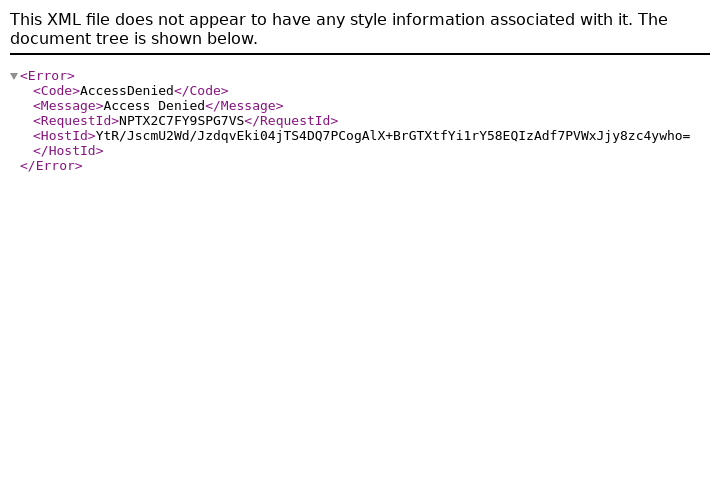 This XML file does not appear to have any style information associated with it. The
document tree is shown below.
<Error>
<Code>AccessDenied</Code>
<Message>Access Denied</Message>
<RequestId>NPTX2C7FY9SPG7VS</RequestId>
<HostId>YtR/JscmU2Wd/JzdqvEki04jTS4DQ7PCogAlX+BrGTXtfYi1rY58EQIzAdf7PVWxJjy8zc4ywho=
</HostId>
</Error>